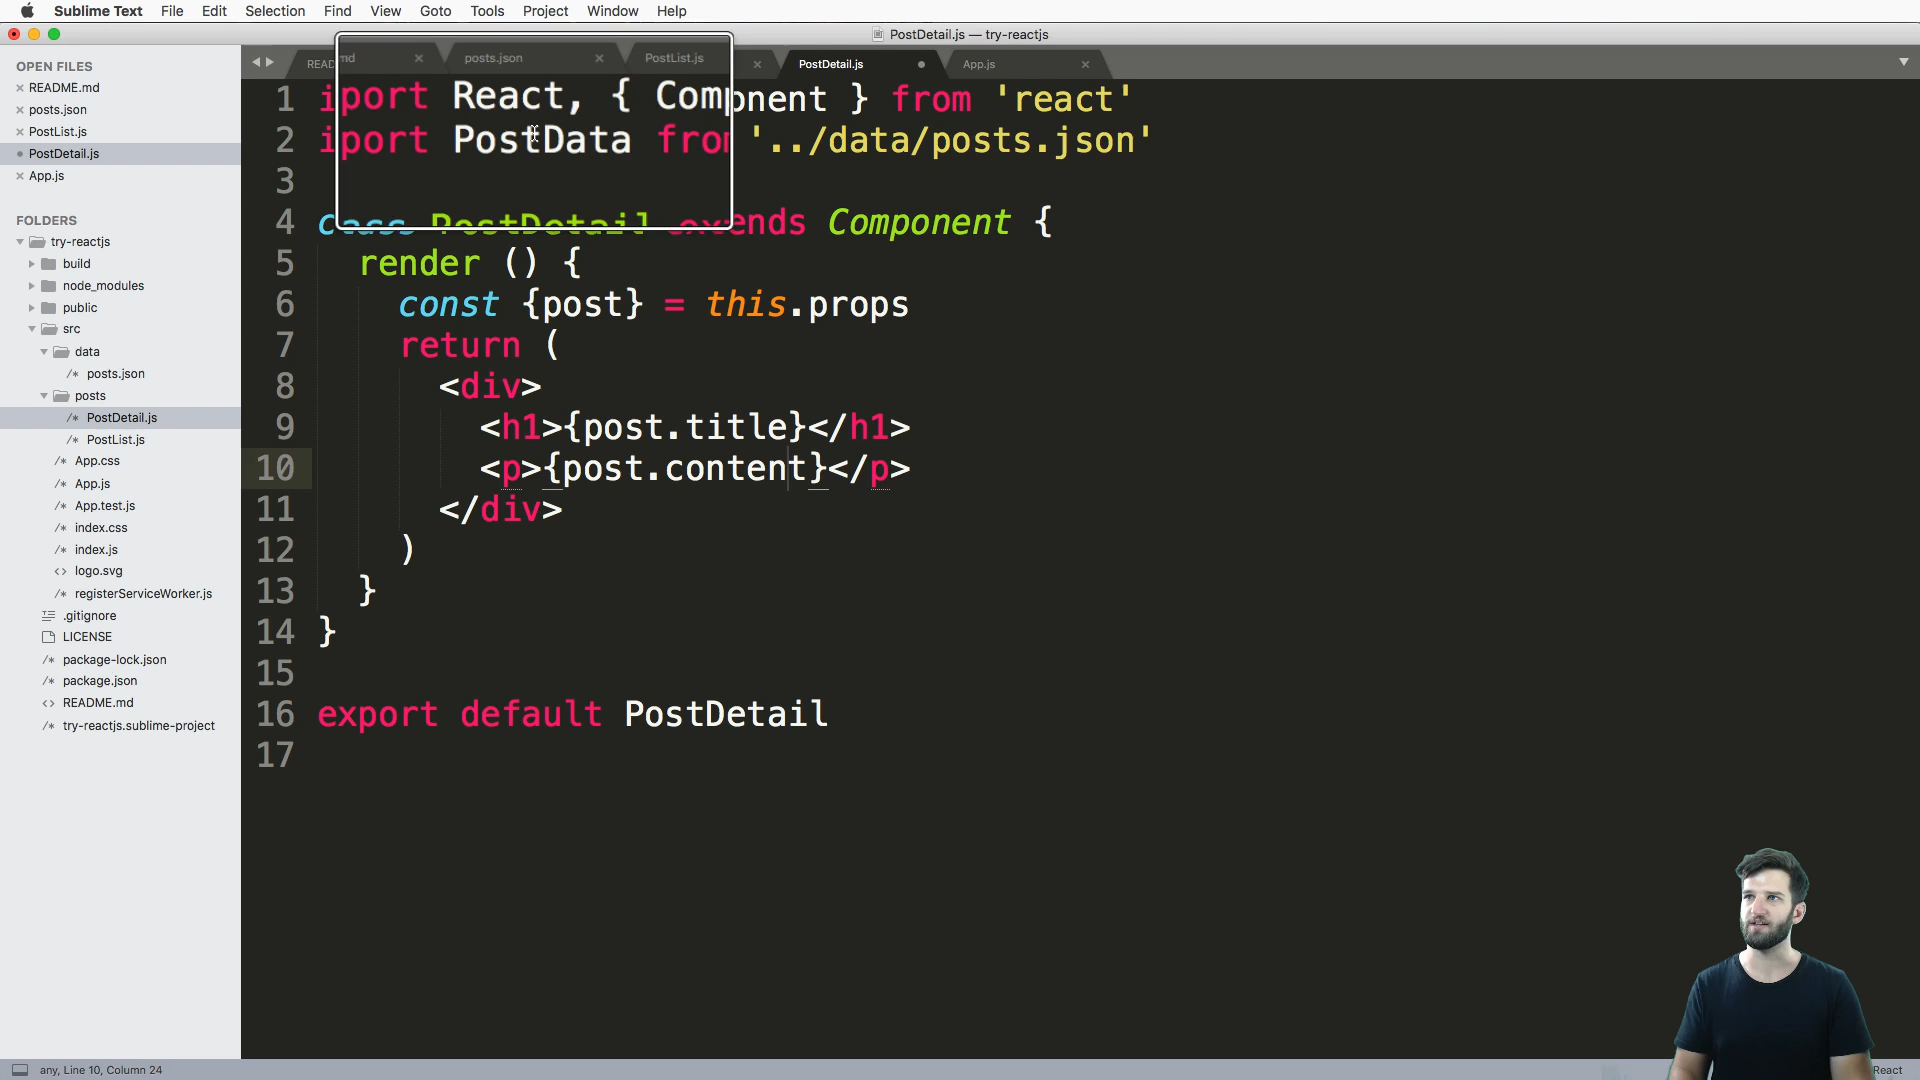 Sublime Text File Edit Selection Find View Goto Tools Project Window Help
PostDetail.js — try-reactjs
OPEN FILES
README.md
posts.json
PostList.js
PostDetail.js
App.js
FOLDERS
try-reactjs
build
node_modules
public
src
data
/* posts.json
posts
/* PostDetail.js
/* PostList.js
/* App.css
/* App.js
/* App.test.js
/* index.css
/* index.js
<> logo.svg
/* registerServiceWorker.js
.gitignore
LICENSE
/* package-lock.json
/* package.json
<> README.md
/* try-reactjs.sublime-project
READ md posts.json PostList.js PostDetail.js App.js
1 iport React, { Component } from 'react'
2 iport PostData from '../data/posts.json'
3
4 class PostDetail extends Component {
5 render () {
6 const {post} = this.props
7 return (
8 <div>
9 <h1>{post.title}</h1>
10 <p>{post.content}</p>
11 </div>
12 )
13 }
14 }
15
16 export default PostDetail
17
any, Line 10, Column 24
React